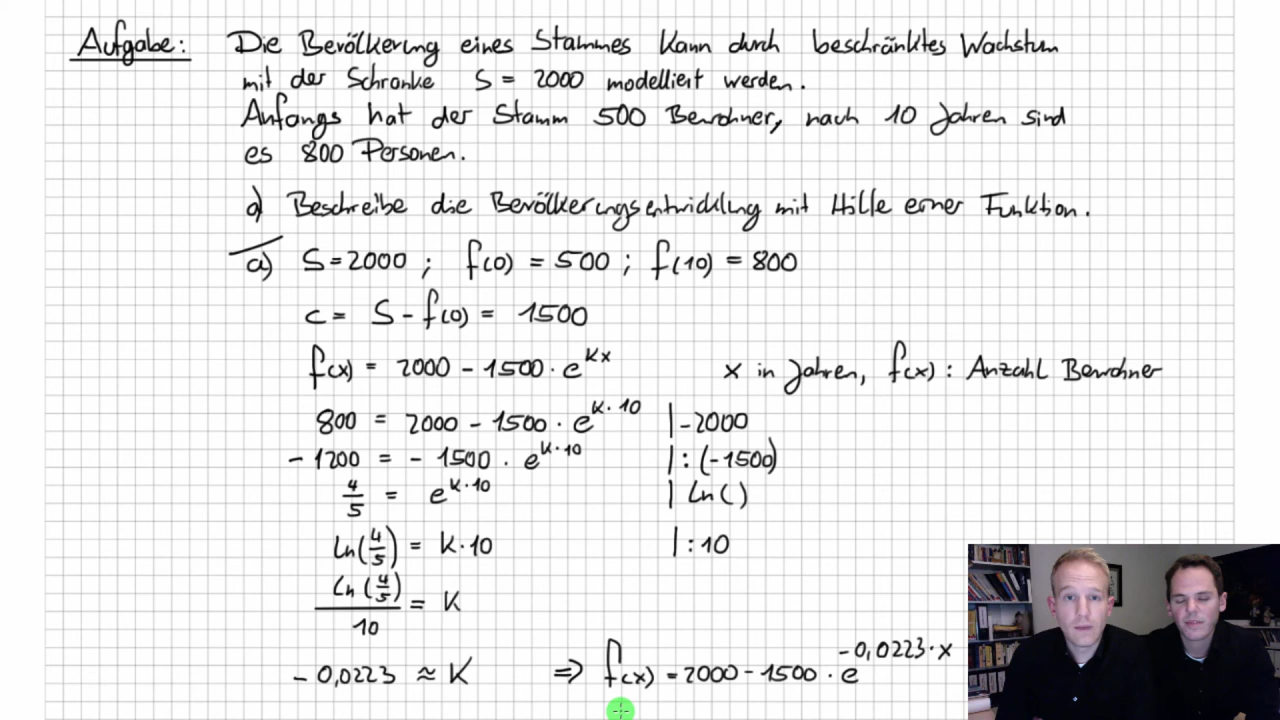 Aufgabe: Die Bevölkerung eines Stammes kann durch beschränktes Wachstum
mit der Schranke S = 2000 modelliert werden.
Anfangs hat der Stamm 500 Bewohner, nach 10 Jahren sind
es 800 Personen.
a) Beschreibe die Bevölkerungsentwicklung mit Hilfe einer Funktion.
a) S = 2000 ; f(0) = 500 ; f(10) = 800
c = S - f(0) = 1500
f(x) = 2000 - 1500 · e^{kx} x in Jahren, f(x) : Anzahl Bewohner
800 = 2000 - 1500 · e^{k·10} | -2000
-1200 = -1500 · e^{k·10} | : (-1500)
4/5 = e^{k·10} | ln( )
ln(4/5) = k·10 | : 10
ln(4/5)/10 = k
-0,0223 ≈ k ⇒ f(x) = 2000 - 1500 · e^{-0,0223·x}